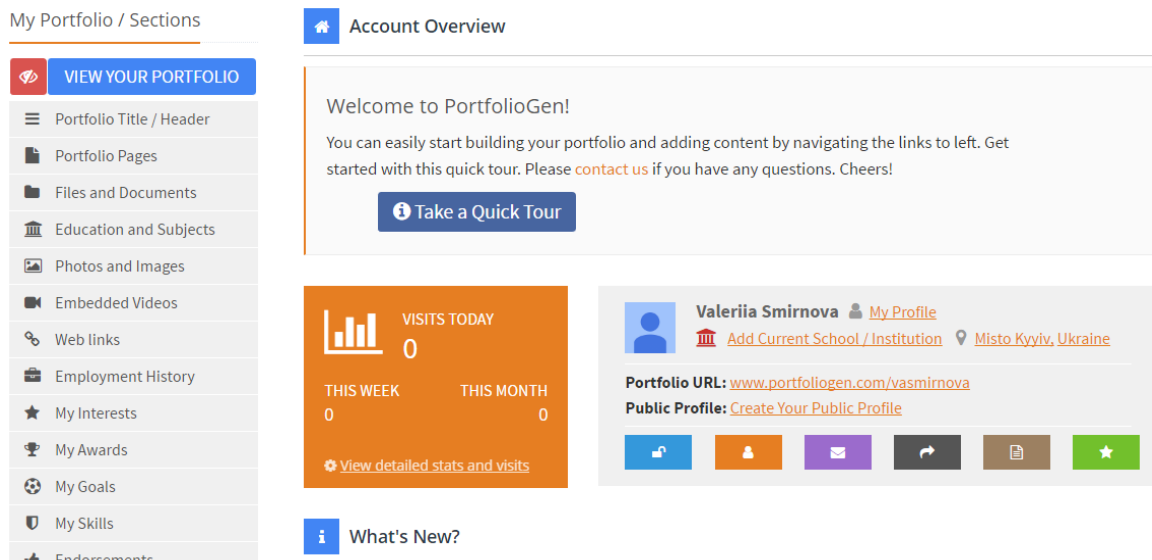 My Portfolio / Sections
VIEW YOUR PORTFOLIO
Portfolio Title / Header
Portfolio Pages
Files and Documents
Education and Subjects
Photos and Images
Embedded Videos
Web links
Employment History
My Interests
My Awards
My Goals
My Skills
Endorsements
Account Overview
Welcome to PortfolioGen!
You can easily start building your portfolio and adding content by navigating the links to left. Get
started with this quick tour. Please contact us if you have any questions. Cheers!
Take a Quick Tour
VISITS TODAY
0
THIS WEEK THIS MONTH
0 0
View detailed stats and visits
Valeriia Smirnova My Profile
Add Current School / Institution Misto Kyyiv, Ukraine
Portfolio URL: www.portfoliogen.com/vasmirnova
Public Profile: Create Your Public Profile
What's New?